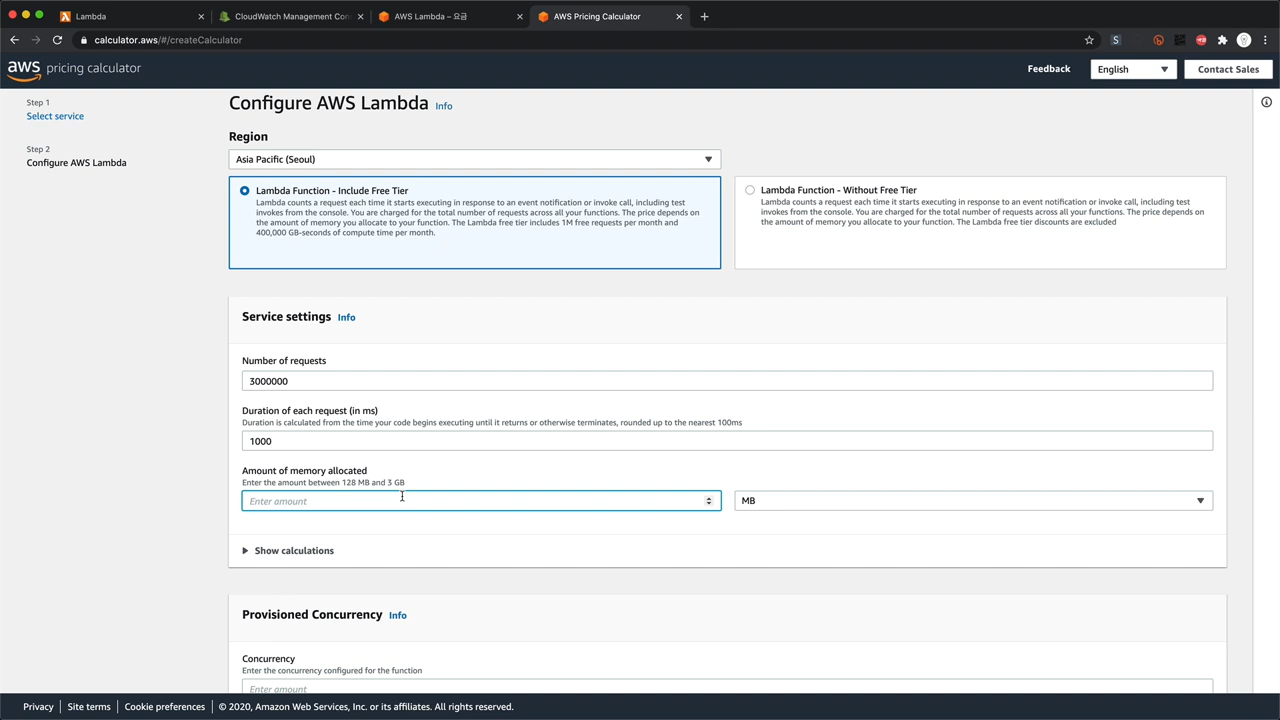 Lambda
CloudWatch Management Con
AWS Lambda – 요금
AWS Pricing Calculator
calculator.aws/#/createCalculator
aws pricing calculator
Feedback
English
Contact Sales
Step 1
Select service
Step 2
Configure AWS Lambda
Configure AWS Lambda Info
Region
Asia Pacific (Seoul)
Lambda Function - Include Free Tier
Lambda counts a request each time it starts executing in response to an event notification or invoke call, including test
invokes from the console. You are charged for the total number of requests across all your functions. The price depends on
the amount of memory you allocate to your function. The Lambda free tier includes 1M free requests per month and
400,000 GB-seconds of compute time per month.
Lambda Function - Without Free Tier
Lambda counts a request each time it starts executing in response to an event notification or invoke call, including test
invokes from the console. You are charged for the total number of requests across all your functions. The price depends on
the amount of memory you allocate to your function. The Lambda free tier discounts are excluded
Service settings Info
Number of requests
3000000
Duration of each request (in ms)
Duration is calculated from the time your code begins executing until it returns or otherwise terminates, rounded up to the nearest 100ms
1000
Amount of memory allocated
Enter the amount between 128 MB and 3 GB
Enter amount
MB
Show calculations
Provisioned Concurrency Info
Concurrency
Enter the concurrency configured for the function
Enter amount
Privacy | Site terms | Cookie preferences | © 2020, Amazon Web Services, Inc. or its affiliates. All rights reserved.